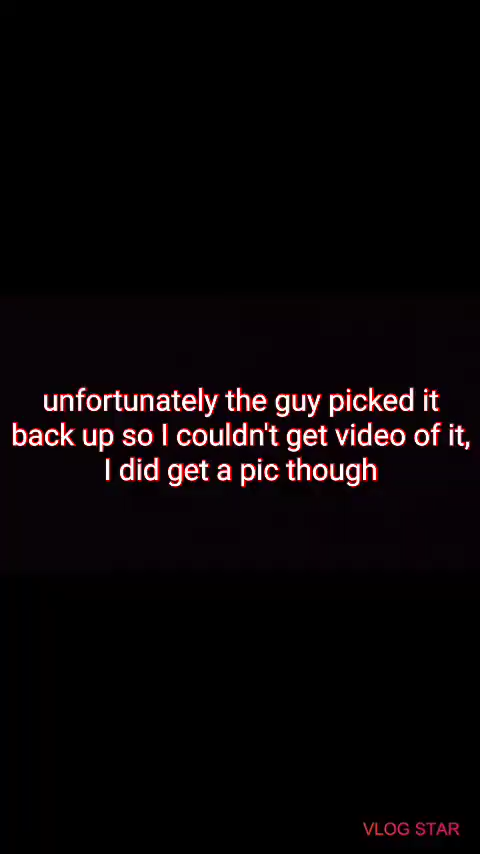 unfortunately the guy picked it
back up so I couldn't get video of it,
I did get a pic though
VLOG STAR